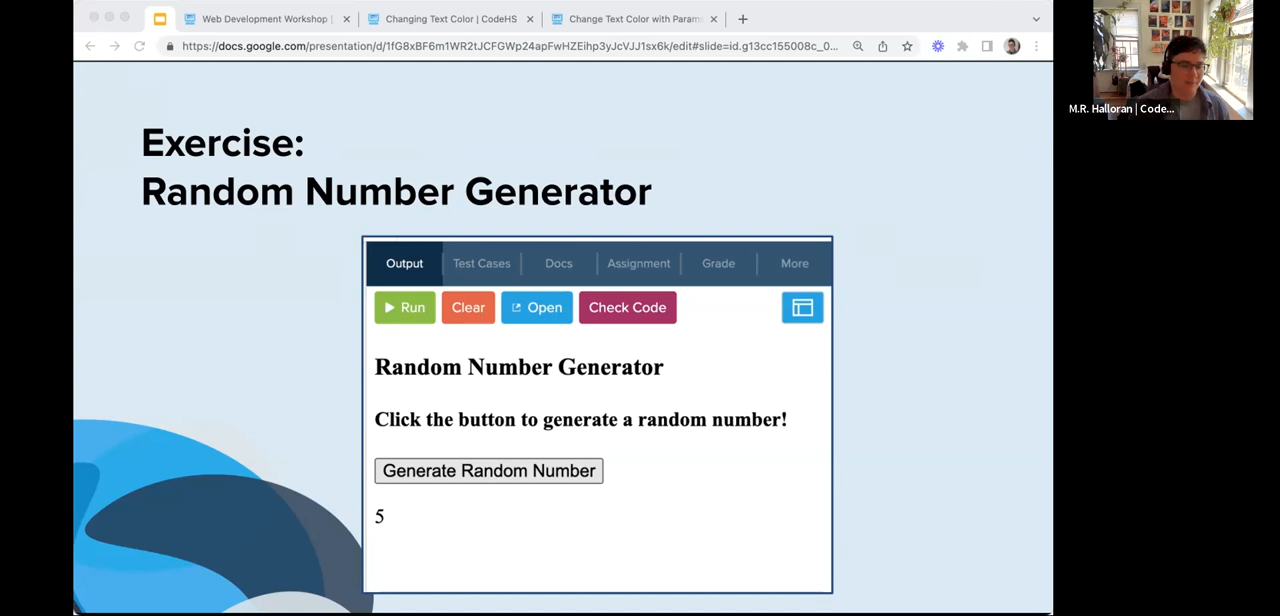 Web Development Workshop |
Changing Text Color | CodeHS
Change Text Color with Param
https://docs.google.com/presentation/d/1fG8xBF6m1WR2tJCFGWp24apFwHZEihp3yJcVJJ1sx6k/edit#slide=id.g13cc155008c_0...
M.R. Halloran | Code...
Exercise:
Random Number Generator
Output
Test Cases
Docs
Assignment
Grade
More
Run
Clear
Open
Check Code
Random Number Generator
Click the button to generate a random number!
Generate Random Number
5